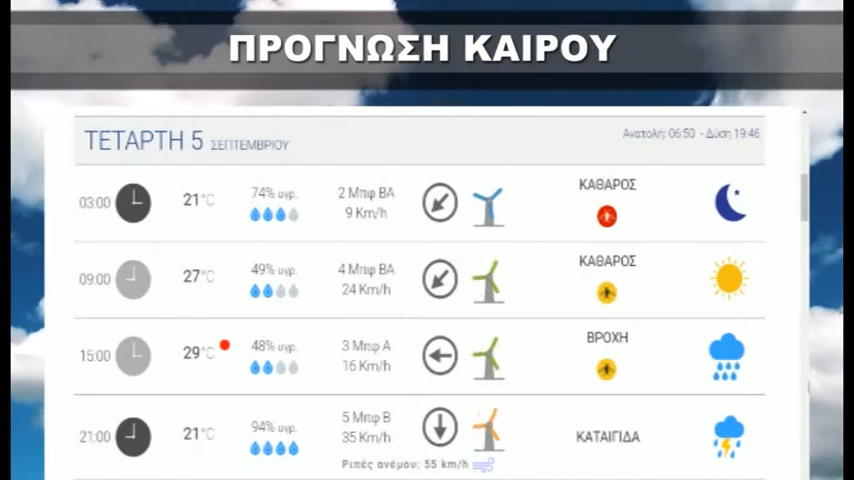 ΠΡΟΓΝΩΣΗ ΚΑΙΡΟΥ
ΤΕΤΑΡΤΗ 5 ΣΕΠΤΕΜΒΡΙΟΥ Ανατολή: 06:50 - Δύση 19:46
03:00 21°C 74% υγρ. 2 Μπφ ΒΑ 9 Km/h ΚΑΘΑΡΟΣ
09:00 27°C 49% υγρ. 4 Μπφ ΒΑ 24 Km/h ΚΑΘΑΡΟΣ
15:00 29°C 48% υγρ. 3 Μπφ Α 16 Km/h ΒΡΟΧΗ
21:00 21°C 94% υγρ. 5 Μπφ Β 35 Km/h ΚΑΤΑΙΓΙΔΑ
Ριπές ανέμου: 55 km/h